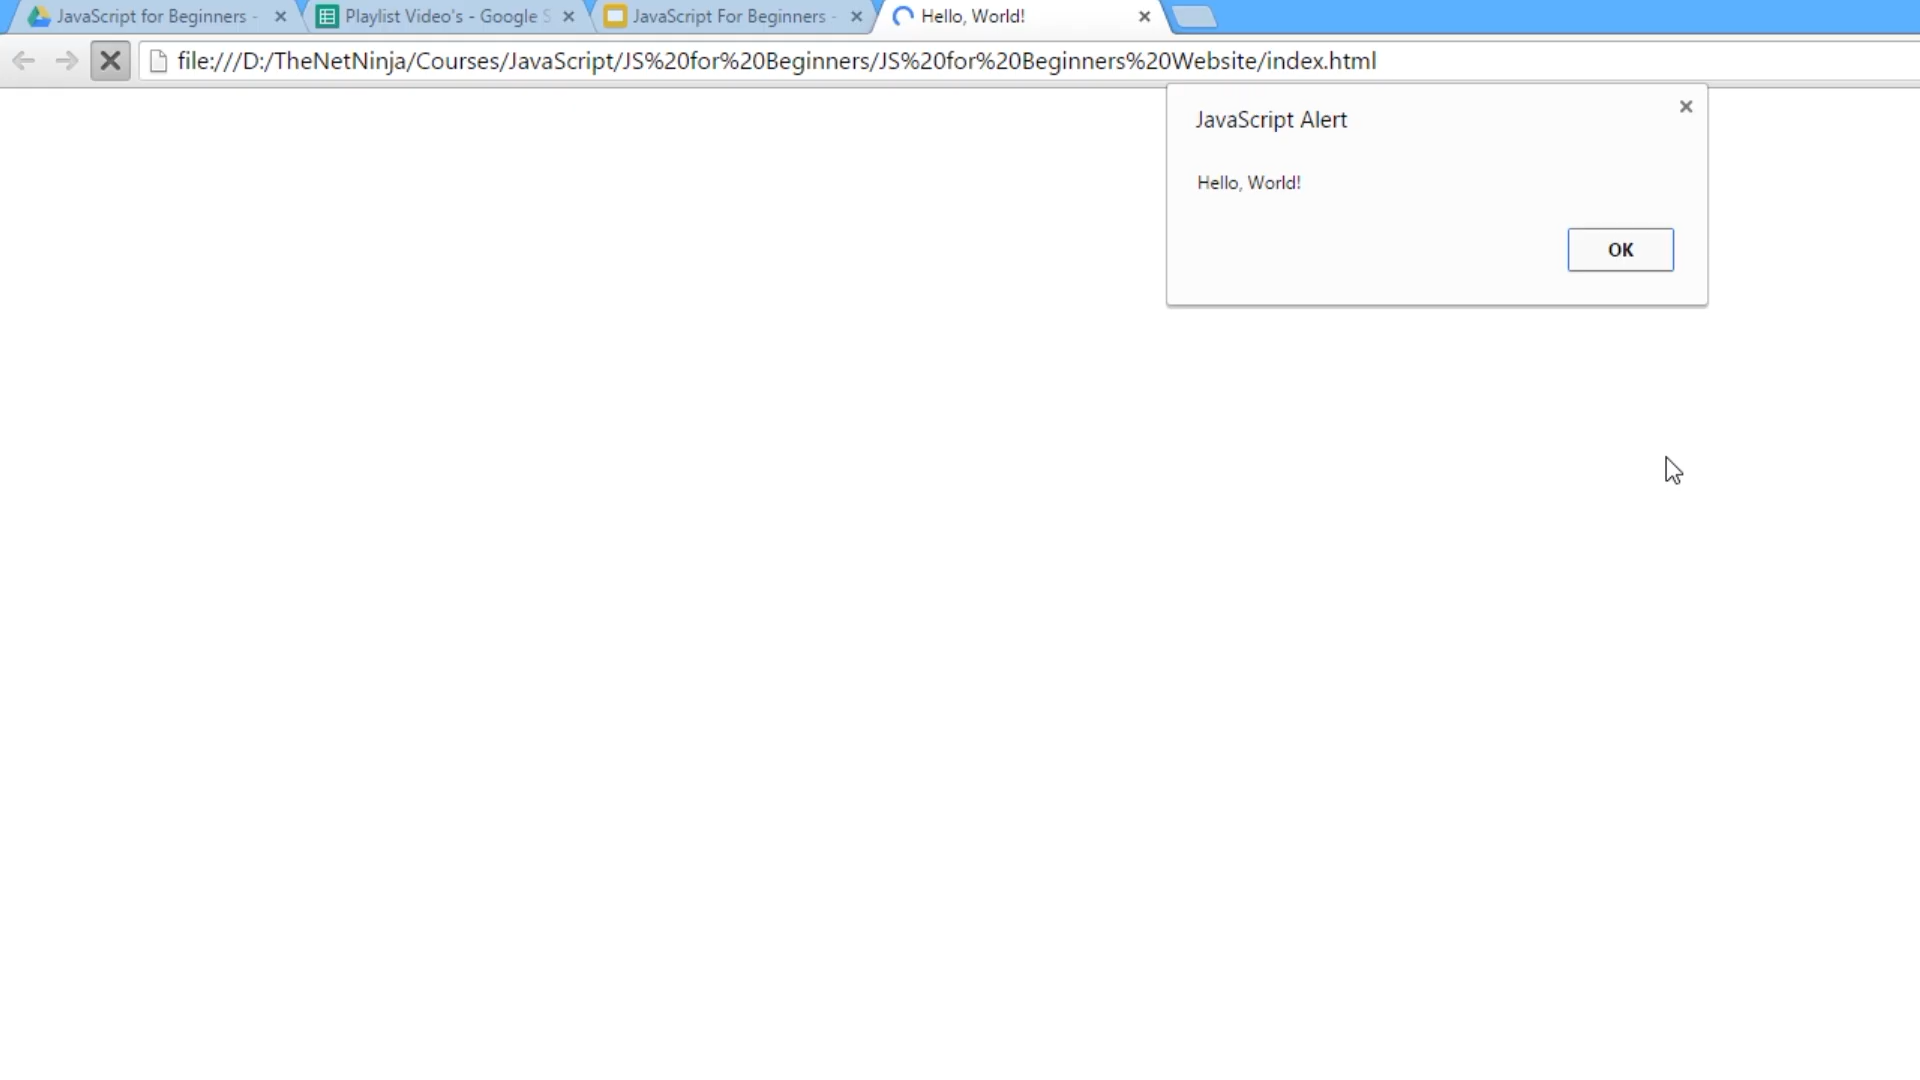 JavaScript for Beginners -
Playlist Video's - Google S
JavaScript For Beginners -
Hello, World!
file:///D:/TheNetNinja/Courses/JavaScript/JS%20for%20Beginners/JS%20for%20Beginners%20Website/index.html
JavaScript Alert
Hello, World!
OK